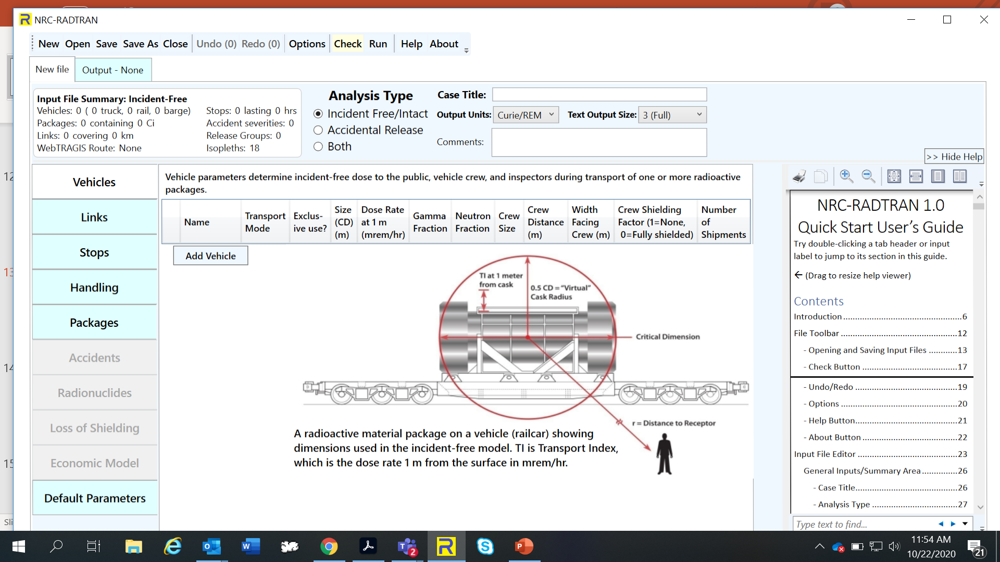 NRC-RADTRAN
New Open Save Save As Close Undo (0) Redo (0) Options Check Run Help About
New file
Output - None
Input File Summary: Incident-Free
Vehicles: 0 ( 0 truck, 0 rail, 0 barge)
Packages: 0 containing 0 Ci
Links: 0 covering 0 km
WebTRAGIS Route: None
Stops: 0 lasting 0 hrs
Accident severities: 0
Release Groups: 0
Isopleths: 18
Analysis Type
Incident Free/Intact
Accidental Release
Both
Case Title:
Output Units: Curie/REM
Text Output Size: 3 (Full)
Comments:
>> Hide Help
Vehicles
Links
Stops
Handling
Packages
Accidents
Radionuclides
Loss of Shielding
Economic Model
Default Parameters
Vehicle parameters determine incident-free dose to the public, vehicle crew, and inspectors during transport of one or more radioactive
packages.
Name
Transport
Mode
Exclus-
ive use?
Size
(CD)
(m)
Dose Rate
at 1 m
(mrem/hr)
Gamma
Fraction
Neutron
Fraction
Crew
Size
Crew
Distance
(m)
Width
Facing
Crew (m)
Crew Shielding
Factor (1=None,
0=Fully shielded)
Number
of
Shipments
Add Vehicle
TI at 1 meter
from cask
0.5 CD = “Virtual”
Cask Radius
Critical Dimension
r = Distance to Receptor
A radioactive material package on a vehicle (railcar) showing
dimensions used in the incident-free model. TI is Transport Index,
which is the dose rate 1 m from the surface in mrem/hr.
NRC-RADTRAN 1.0
Quick Start User’s Guide
Try double-clicking a tab header or input
label to jump to its section in this guide.
← (Drag to resize help viewer)
Contents
Introduction ................................................. 6
File Toolbar ................................................. 12
- Opening and Saving Input Files ............ 13
- Check Button ............................................ 17
- Undo/Redo .............................................. 19
- Options .................................................... 20
- Help Button .............................................. 21
- About Button ........................................... 22
Input File Editor .......................................... 23
General Inputs/Summary Area ............... 26
- Case Title ................................................. 26
- Analysis Type ........................................... 27
Type text to find...
12
13
14
15
Sli
2
11:54 AM
10/22/2020
21